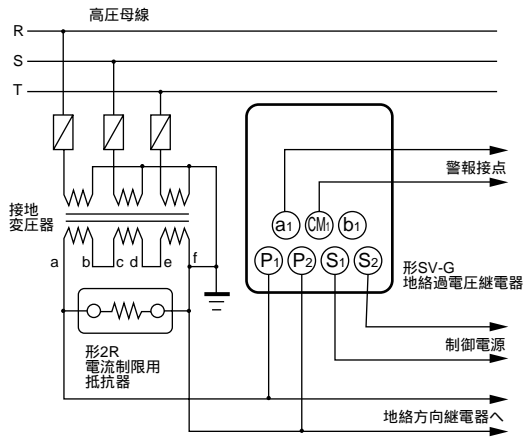 高圧母線
R
S
T
接地
変圧器
a b c d e f
a1 CM1 b1
P1 P2 S1 S2
警報接点
形SV-G
地絡過電圧継電器
制御電源
形2R
電流制限用
抵抗器
地絡方向継電器へ